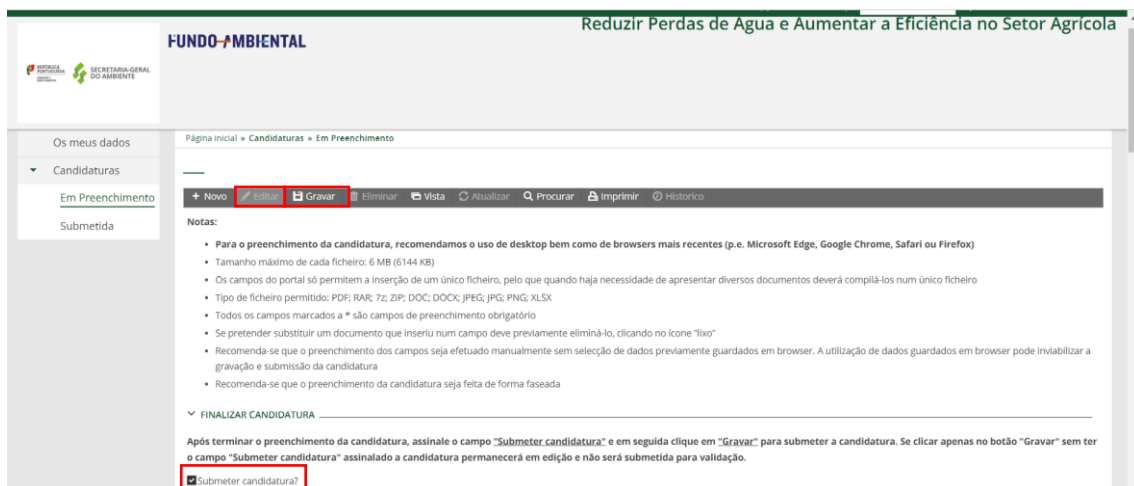 Reduzir Perdas de Água e Aumentar a Eficiência no Setor Agrícola
FUNDO AMBIENTAL
REPÚBLICA
PORTUGUESA
SECRETARIA-GERAL
DO AMBIENTE
Os meus dados
Candidaturas
Em Preenchimento
Submetida
Página inicial » Candidaturas » Em Preenchimento
+ Novo Editar Gravar Eliminar Vista Atualizar Procurar Imprimir Historico
Notas:
• Para o preenchimento da candidatura, recomendamos o uso de desktop bem como de browsers mais recentes (p.e. Microsoft Edge, Google Chrome, Safari ou Firefox)
• Tamanho máximo de cada ficheiro: 6 MB (6144 KB)
• Os campos do portal só permitem a inserção de um único ficheiro, pelo que quando haja necessidade de apresentar diversos documentos deverá compilá-los num único ficheiro
• Tipo de ficheiro permitido: PDF; RAR; 7z; ZIP; DOC; DOCX; JPEG; JPG; PNG; XLSX
• Todos os campos marcados a * são campos de preenchimento obrigatório
• Se pretender substituir um documento que inseriu num campo deve previamente eliminá-lo, clicando no ícone "lixo"
• Recomenda-se que o preenchimento dos campos seja efetuado manualmente sem selecção de dados previamente guardados em browser. A utilização de dados guardados em browser pode inviabilizar a
gravação e submissão da candidatura
• Recomenda-se que o preenchimento da candidatura seja feita de forma faseada
FINALIZAR CANDIDATURA
Após terminar o preenchimento da candidatura, assinale o campo "Submeter candidatura" e em seguida clique em "Gravar" para submeter a candidatura. Se clicar apenas no botão "Gravar" sem ter
o campo "Submeter candidatura" assinalado a candidatura permanecerá em edição e não será submetida para validação.
Submeter candidatura?